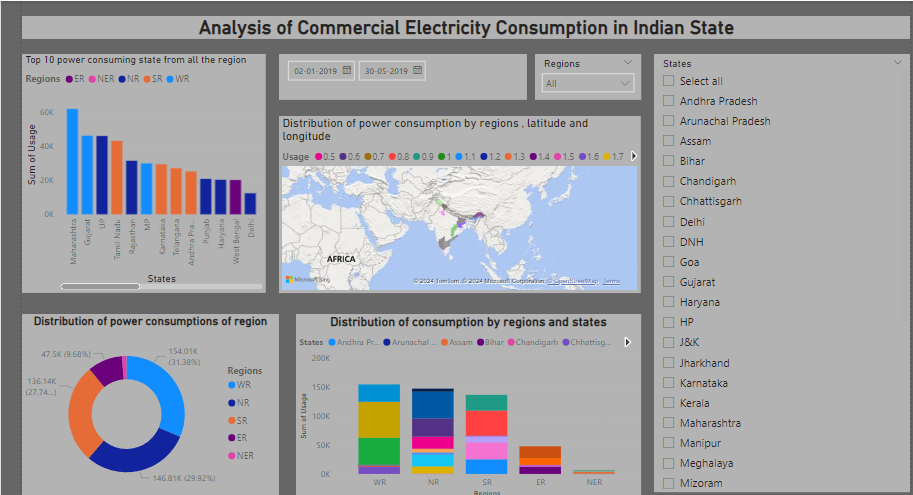 Analysis of Commercial Electricity Consumption in Indian State
Top 10 power consuming state from all the region
Regions ER NER NR SR WR
Sum of Usage
60K
40K
20K
0K
Maharashtra
Gujarat
UP
Tamil Nadu
Rajasthan
MP
Karnataka
Telangana
Andhra Pra...
Punjab
Haryana
West Bengal
Delhi
States
02-01-2019 30-05-2019
Regions
All
Distribution of power consumption by regions , latitude and
longitude
Usage 0.5 0.6 0.7 0.8 0.9 1 1.1 1.2 1.3 1.4 1.5 1.6 1.7
AFRICA
Microsoft Bing
© 2024 TomTom, © 2024 Microsoft Corporation, © OpenStreetMap Terms
States
Select all
Andhra Pradesh
Arunachal Pradesh
Assam
Bihar
Chandigarh
Chhattisgarh
Delhi
DNH
Goa
Gujarat
Haryana
HP
J&K
Jharkhand
Karnataka
Kerala
Maharashtra
Manipur
Meghalaya
Mizoram
Distribution of power consumptions of region
47.5K (9.68%)
154.01K
(31.38%)
136.14K
(27.74...)
146.81K (29.92%)
Regions
WR
NR
SR
ER
NER
Distribution of consumption by regions and states
States Andhra Pr... Arunachal ... Assam Bihar Chandigarh Chhattisg...
Sum of Usage
200K
150K
100K
50K
0K
WR NR SR ER NER
Regions